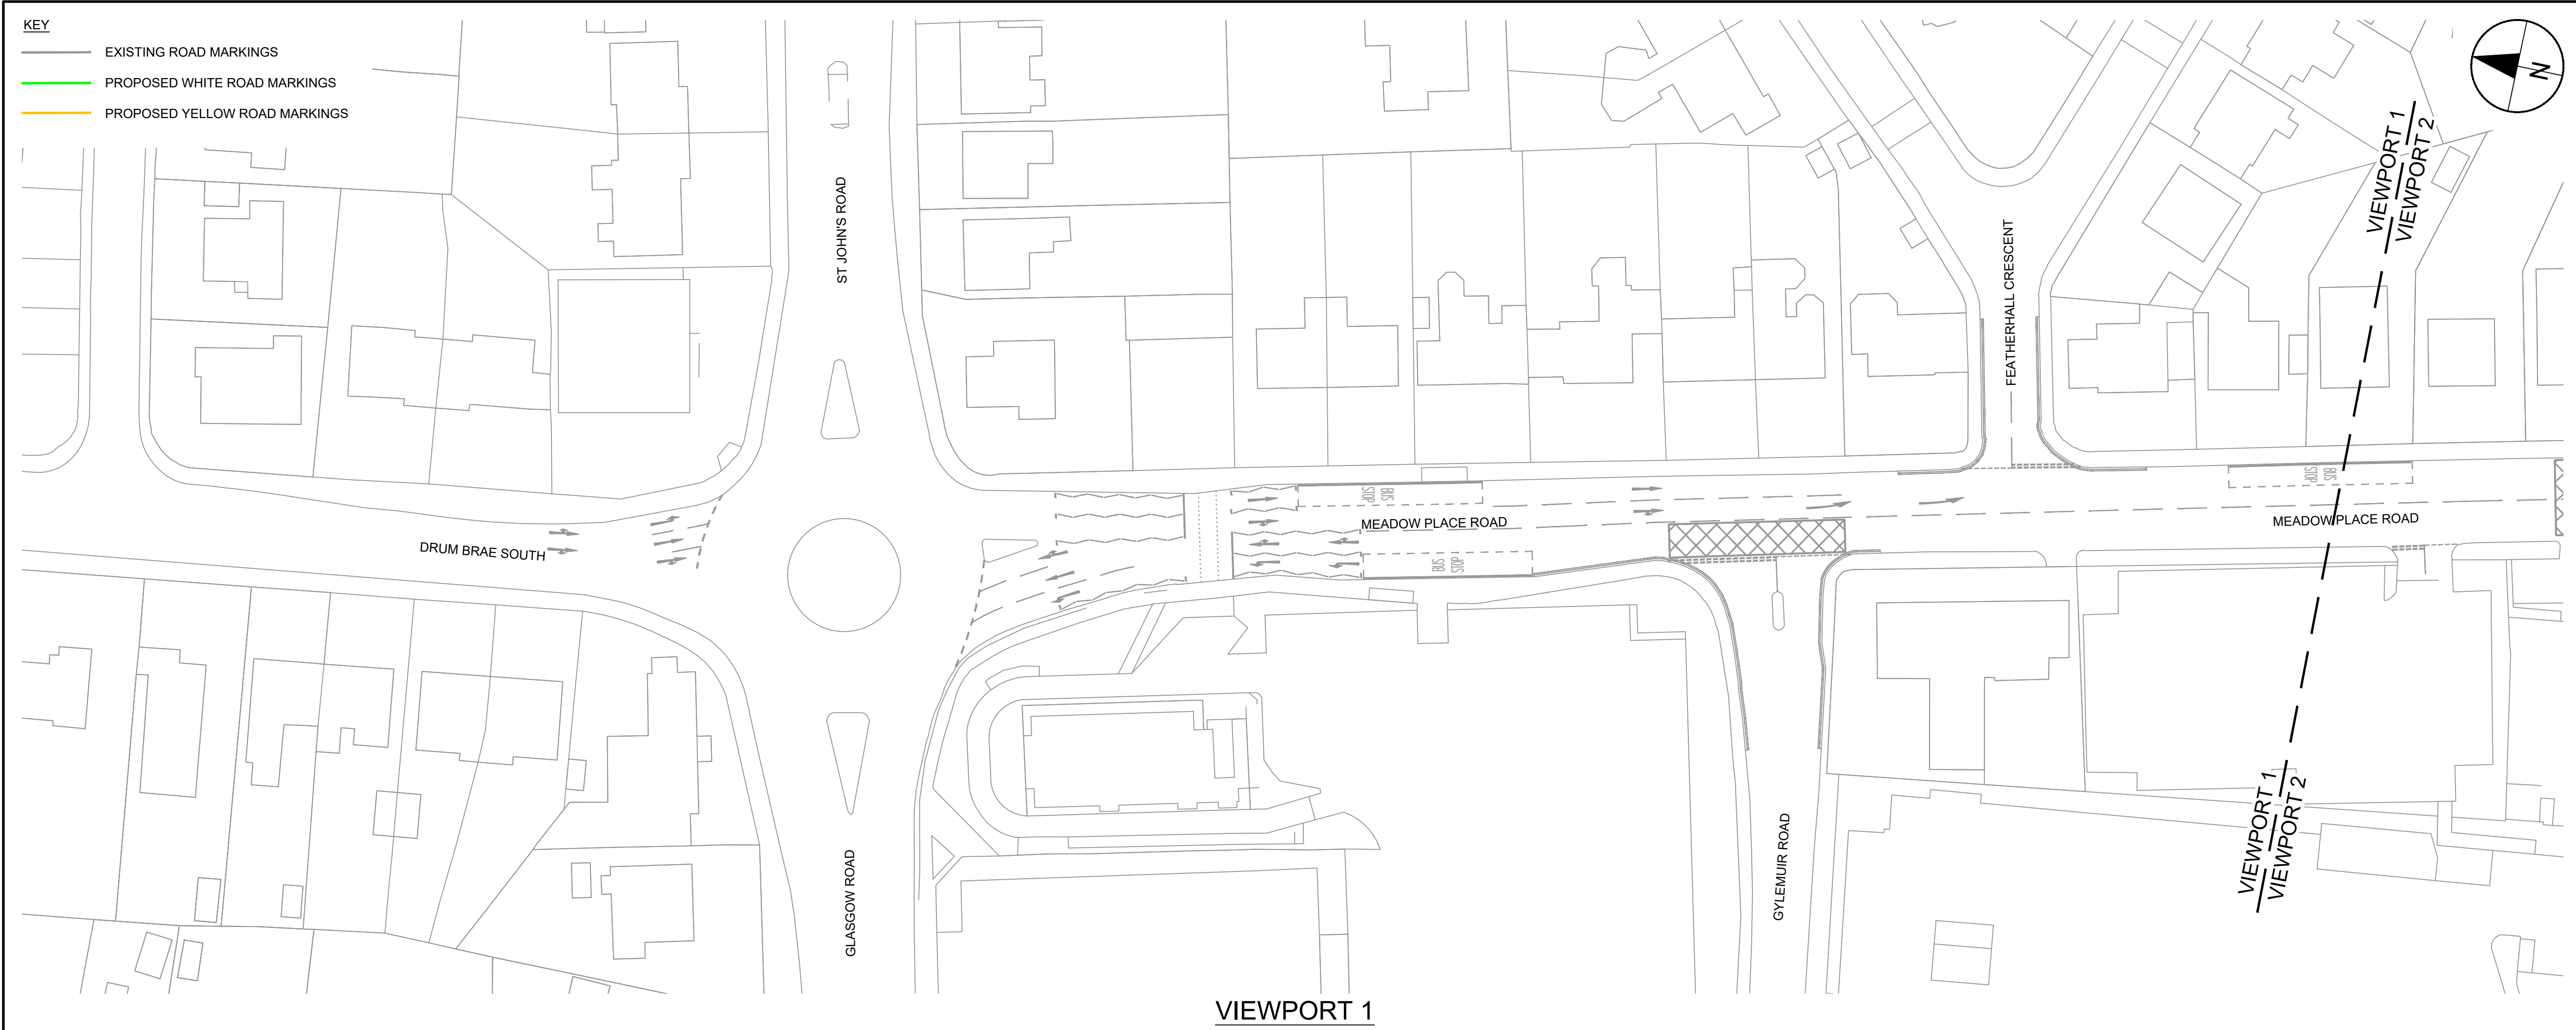 KEY
EXISTING ROAD MARKINGS
PROPOSED WHITE ROAD MARKINGS
PROPOSED YELLOW ROAD MARKINGS
N
ST JOHN'S ROAD
FEATHERHALL CRESCENT
VIEWPORT 1
VIEWPORT 2
BUS
STOP
BUS
STOP
MEADOW PLACE ROAD
MEADOW PLACE ROAD
DRUM BRAE SOUTH
BUS
STOP
GLASGOW ROAD
GYLEMUIR ROAD
VIEWPORT 1
VIEWPORT 2
VIEWPORT 1